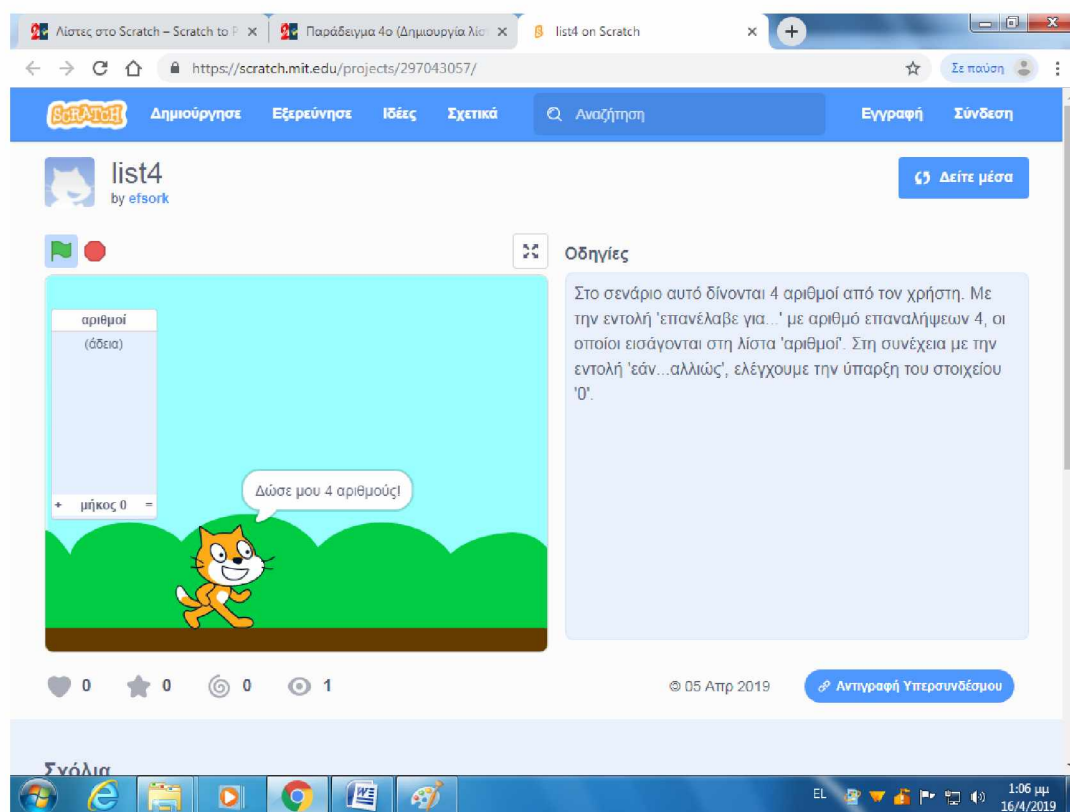 Λίστες στο Scratch – Scratch to P
Παράδειγμα 4ο (Δημιουργία λίσ
list4 on Scratch
https://scratch.mit.edu/projects/297043057/
Σε παύση
SCRATCH
Δημιούργησε
Εξερεύνησε
Ιδέες
Σχετικά
Αναζήτηση
Εγγραφή
Σύνδεση
list4
by efsork
Δείτε μέσα
Οδηγίες
αριθμοί
(άδεια)
+ μήκος 0 =
Δώσε μου 4 αριθμούς!
Στο σενάριο αυτό δίνονται 4 αριθμοί από τον χρήστη. Με
την εντολή 'επανέλαβε για...' με αριθμό επαναλήψεων 4, οι
οποίοι εισάγονται στη λίστα 'αριθμοί'. Στη συνέχεια με την
εντολή 'εάν...αλλιώς', ελέγχουμε την ύπαρξη του στοιχείου
'0'.
0
0
0
1
© 05 Απρ 2019
Αντιγραφή Υπερσυνδέσμου
Σχόλια
EL
1:06 μμ
16/4/2019